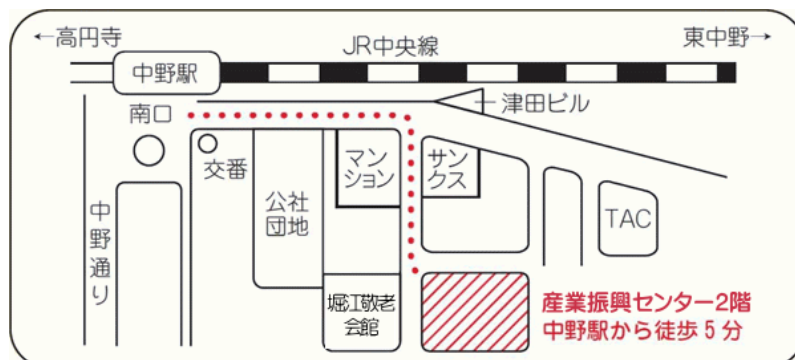 ←高円寺
JR中央線
東中野→
中野駅
津田ビル
南口
交番
マン
ション
サン
クス
公社
団地
中野通り
TAC
堀江敬老
会館
産業振興センター2階
中野駅から徒歩5分